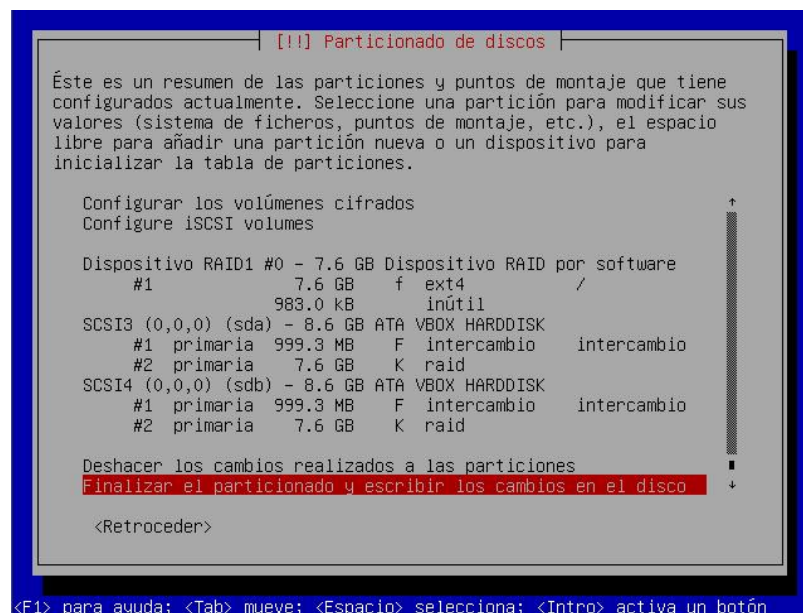 [!!] Particionado de discos
Éste es un resumen de las particiones y puntos de montaje que tiene
configurados actualmente. Seleccione una partición para modificar sus
valores (sistema de ficheros, puntos de montaje, etc.), el espacio
libre para añadir una partición nueva o un dispositivo para
inicializar la tabla de particiones.
Configurar los volúmenes cifrados
Configure iSCSI volumes
Dispositivo RAID1 #0 – 7.6 GB Dispositivo RAID por software
#1 7.6 GB f ext4 /
983.0 kB inútil
SCSI3 (0,0,0) (sda) – 8.6 GB ATA VBOX HARDDISK
#1 primaria 999.3 MB F intercambio intercambio
#2 primaria 7.6 GB K raid
SCSI4 (0,0,0) (sdb) – 8.6 GB ATA VBOX HARDDISK
#1 primaria 999.3 MB F intercambio intercambio
#2 primaria 7.6 GB K raid
Deshacer los cambios realizados a las particiones
Finalizar el particionado y escribir los cambios en el disco
<Retroceder>
<F1> para ayuda; <Tab> mueve; <Espacio> selecciona; <Intro> activa un botón